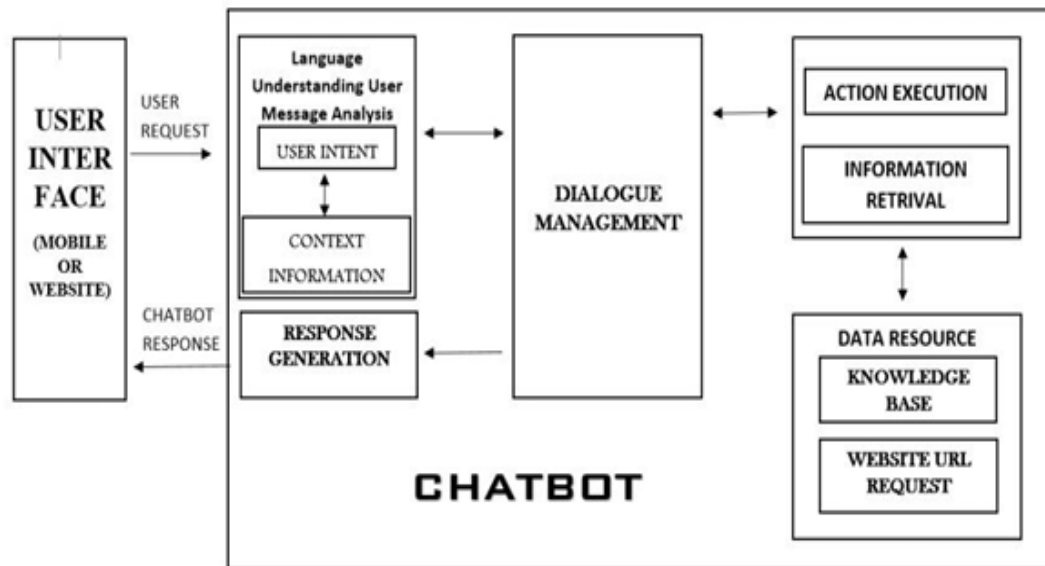 USER
INTER
FACE
(MOBILE
OR
WEBSITE)
USER
REQUEST
CHATBOT
RESPONSE
Language
Understanding User
Message Analysis
USER INTENT
CONTEXT
INFORMATION
RESPONSE
GENERATION
DIALOGUE
MANAGEMENT
ACTION EXECUTION
INFORMATION
RETRIVAL
DATA RESOURCE
KNOWLEDGE
BASE
WEBSITE URL
REQUEST
CHATBOT